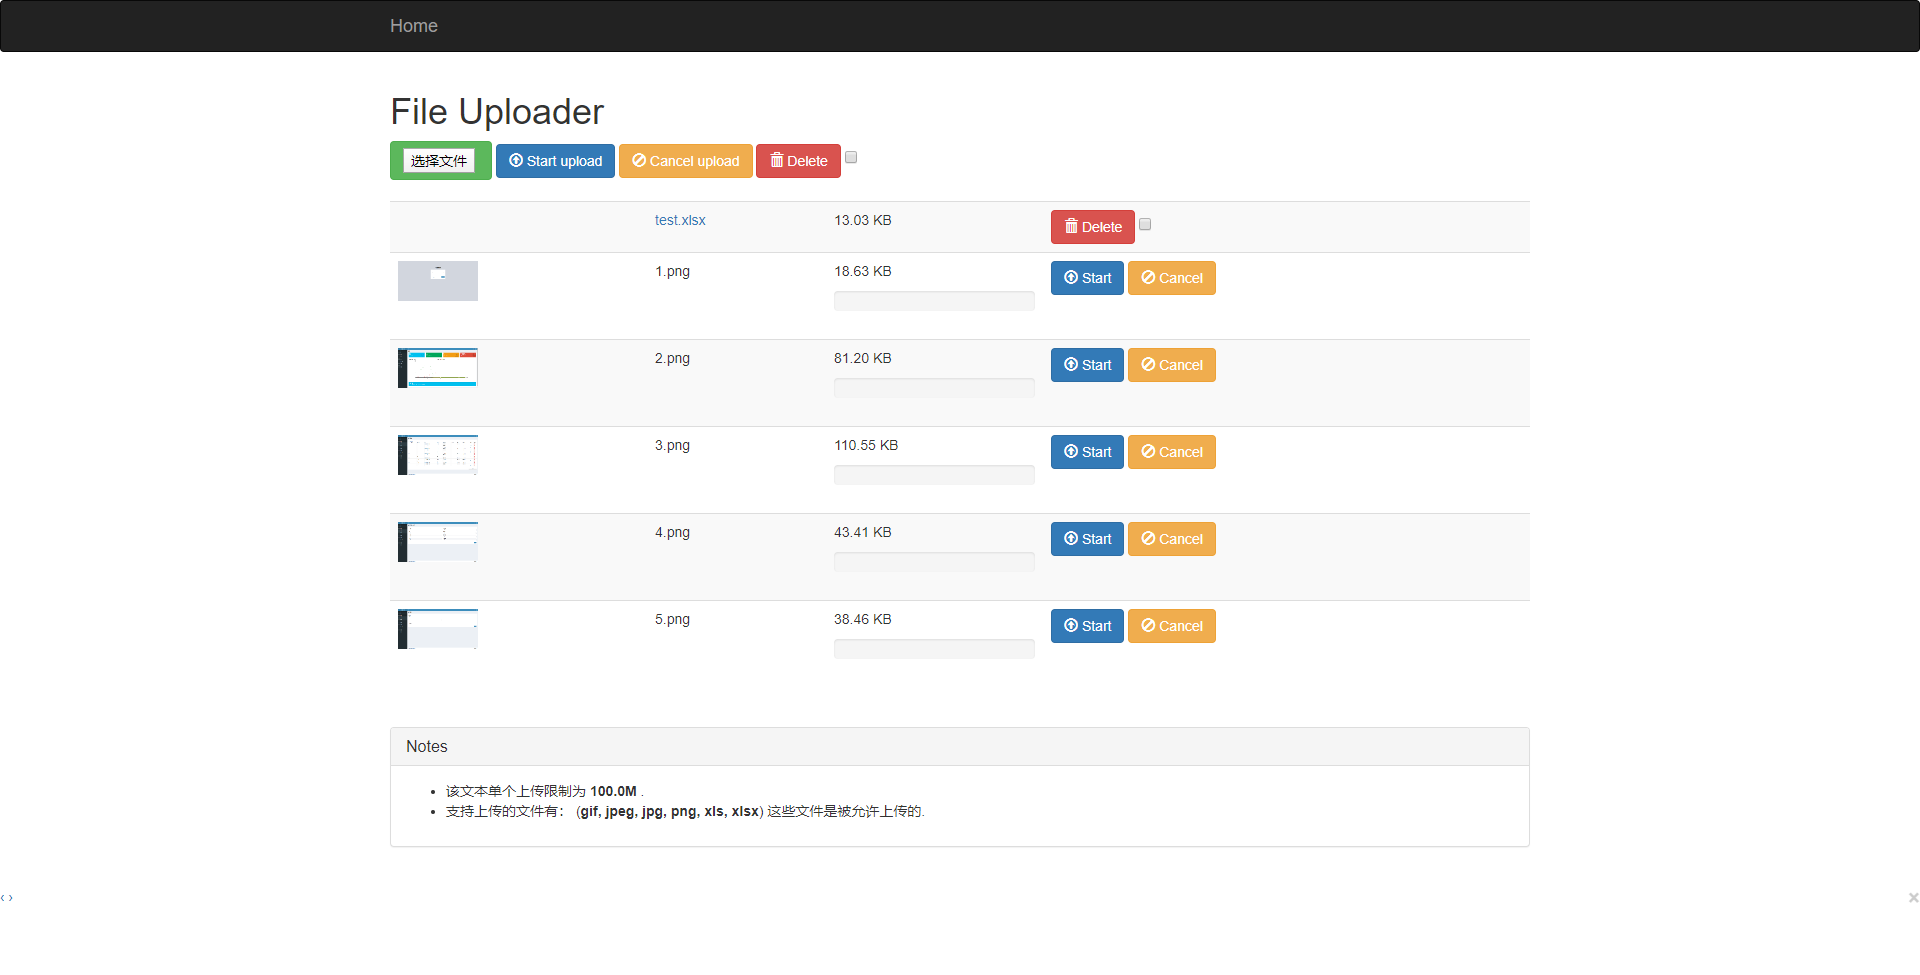 Home
File Uploader
选择文件 Start upload Cancel upload Delete
test.xlsx 13.03 KB Delete
1.png 18.63 KB Start Cancel
2.png 81.20 KB Start Cancel
3.png 110.55 KB Start Cancel
4.png 43.41 KB Start Cancel
5.png 38.46 KB Start Cancel
Notes
• 该文本单个上传限制为 100.0M .
• 支持上传的文件有： (gif, jpeg, jpg, png, xls, xlsx) 这些文件是被允许上传的.
‹ › ×